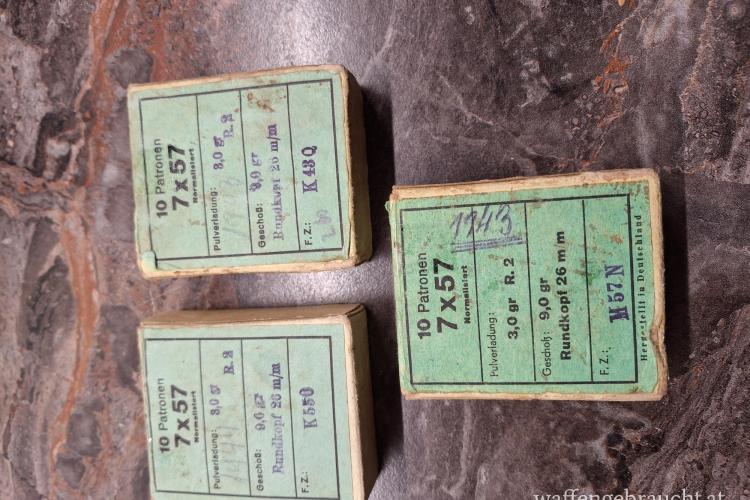 10 Patronen
7 x 57
Normalisiert
Pulverladung: 3,0 gr R. 2
Geschoß: 9,0 gr
Rundkopf 26 m/m
F. Z.: K 43 Q
10 Patronen
7 x 57
Normalisiert
Pulverladung: 3,0 gr R. 2
Geschoß: 9,0 gr
Rundkopf 26 m/m
F. Z.: K 55 O
10 Patronen
7 x 57
Normalisiert
1943
Pulverladung:
3,0 gr R. 2
Geschoß: 9,0 gr
Rundkopf 26 m m
F. Z.: M 57 N
Hergestellt in Deutschland
waffengebraucht.at